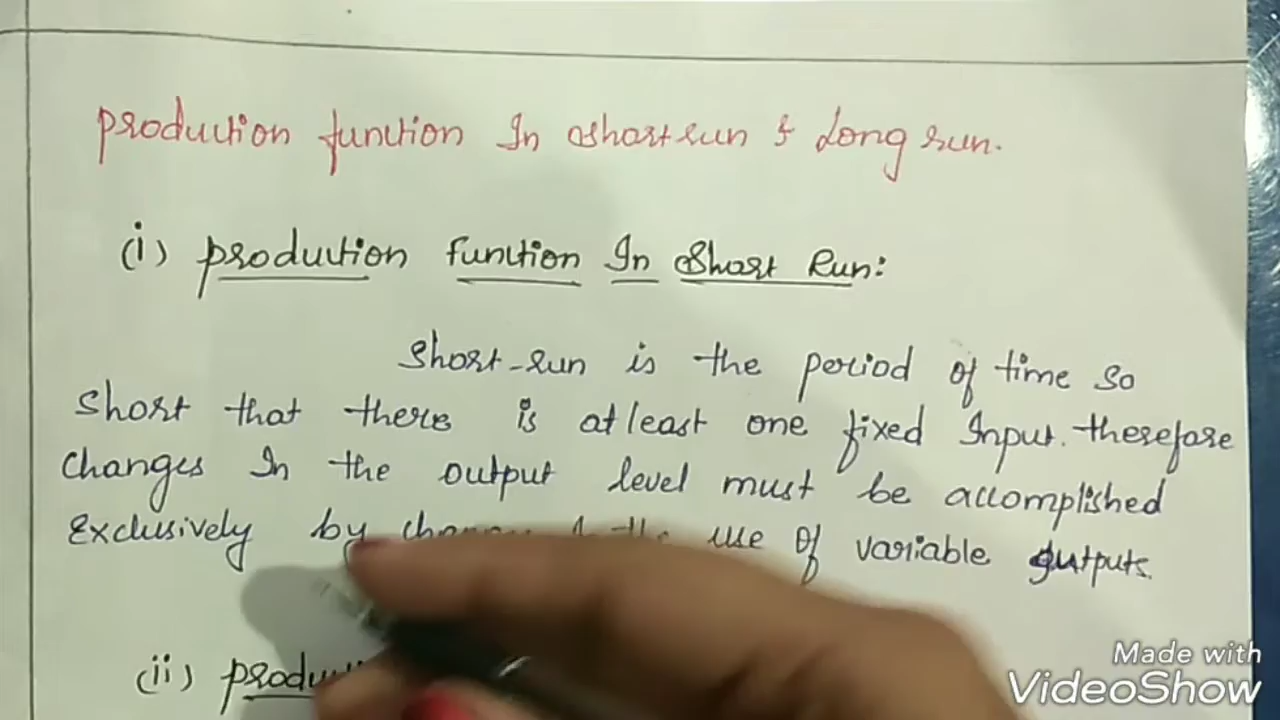 production function In short run & Long run.
(i) production function In Short Run:
Short-run is the period of time so
short that there is atleast one fixed Input. therefore
changes In the output level must be accomplished
Exclusively by the use of variable outputs.
(ii)
Made with
VideoShow